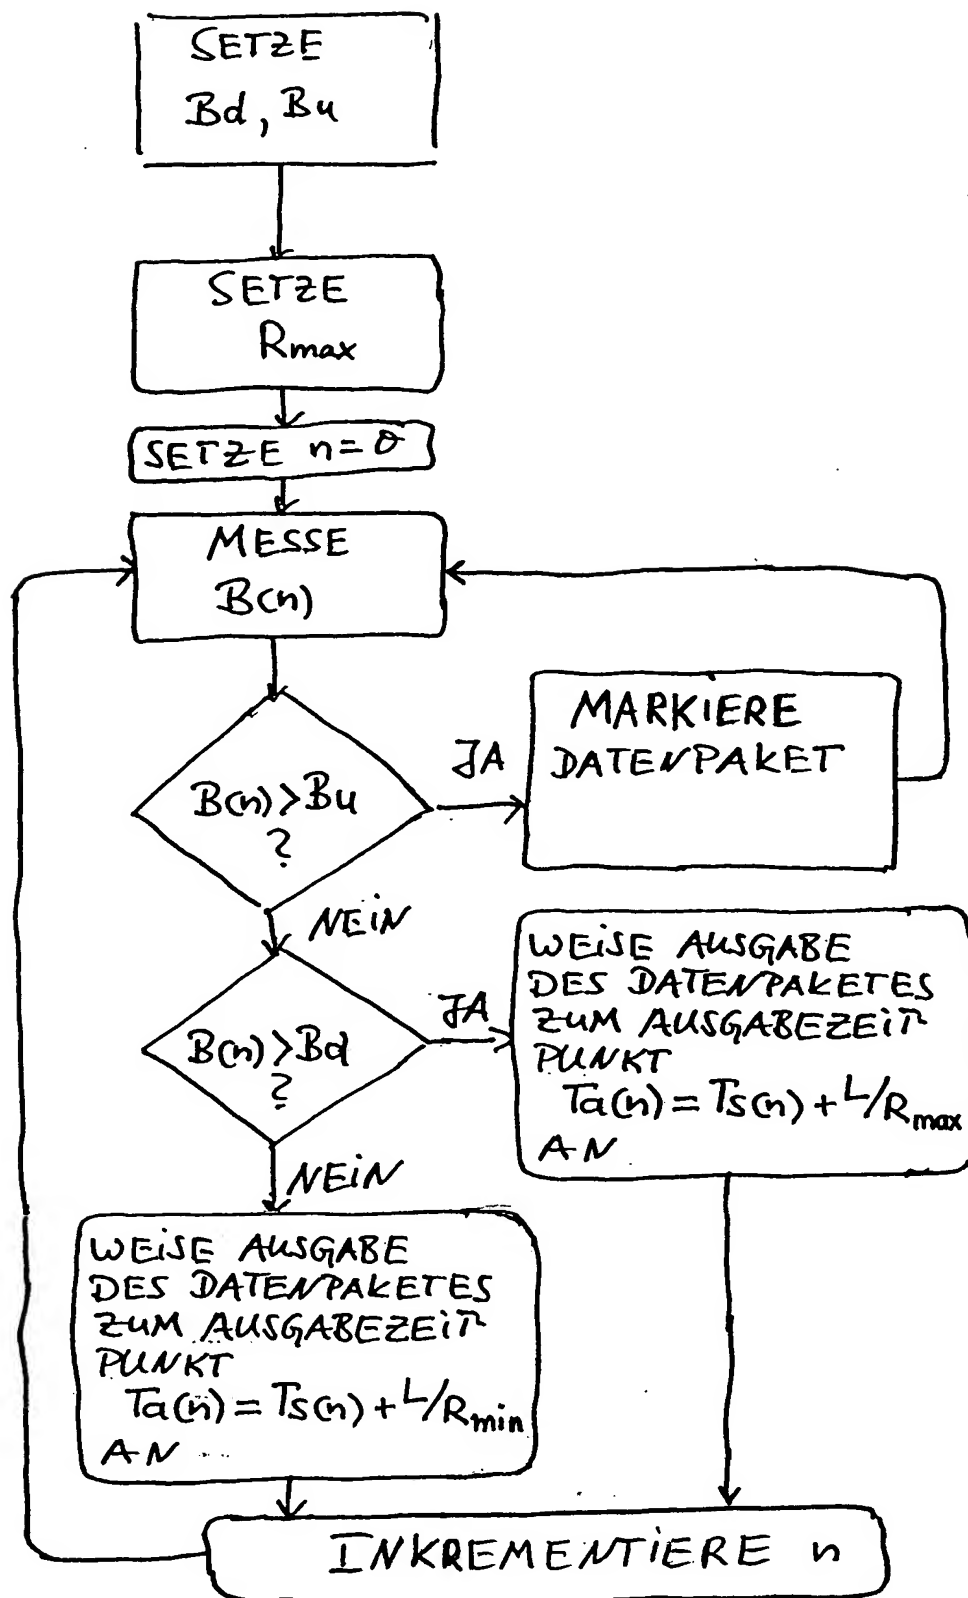 SETZE
Bd, Bu
SETZE
Rmax
SETZE n=0
MESSE
B(n)
B(n)>Bu
?
JA
MARKIERE
DATENPAKET
NEiN
B(n)>Bd
?
JA
WEiSE AUSGABE
DES DATENPAKETES
ZUM AUSGABEZEiT-
PUNKT
Ta(n)=Ts(n)+L/Rmax
AN
NEiN
WEiSE AUSGABE
DES DATENPAKETES
ZUM AUSGABEZEiT-
PUNKT
Ta(n)=Ts(n)+L/Rmin
AN
INKREMENTiERE n